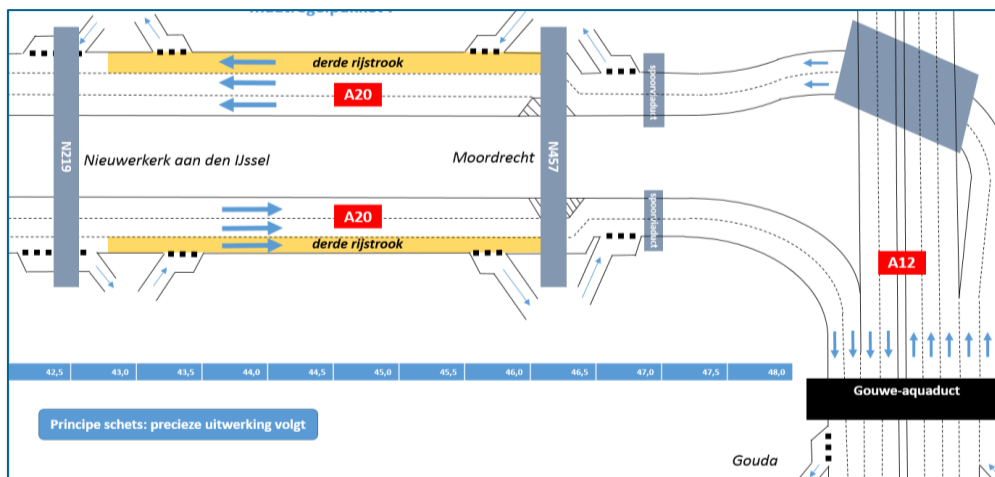 derde rijstrook
A20
N219
Nieuwerkerk aan den IJssel
Moordrecht
N457
spoorviaduct
A20
derde rijstrook
spoorviaduct
A12
42,5 43,0 43,5 44,0 44,5 45,0 45,5 46,0 46,5 47,0 47,5 48,0
Gouwe-aquaduct
Principe schets: precieze uitwerking volgt
Gouda